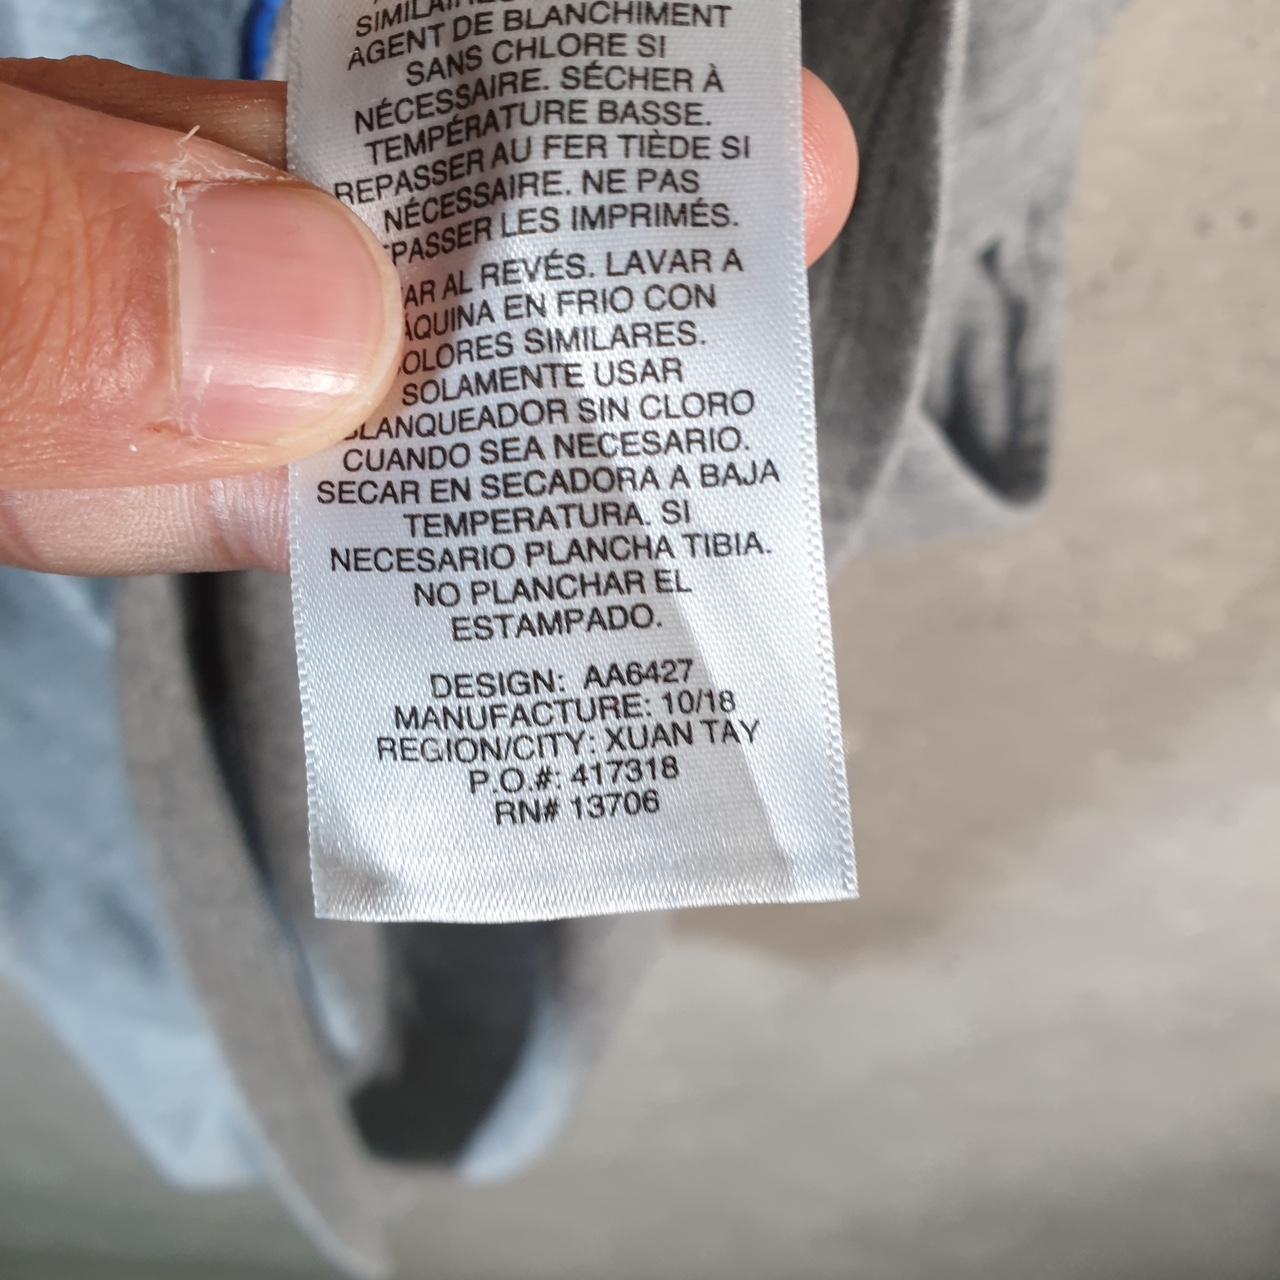 SIMILAIRES
AGENT DE BLANCHIMENT
SANS CHLORE SI
NÉCESSAIRE. SÉCHER À
TEMPÉRATURE BASSE.
REPASSER AU FER TIÈDE SI
NÉCESSAIRE. NE PAS
PASSER LES IMPRIMÉS.
AR AL REVÉS. LAVAR A
ÁQUINA EN FRIO CON
OLORES SIMILARES.
SOLAMENTE USAR
BLANQUEADOR SIN CLORO
CUANDO SEA NECESARIO.
SECAR EN SECADORA A BAJA
TEMPERATURA. SI
NECESARIO PLANCHA TIBIA.
NO PLANCHAR EL
ESTAMPADO.
DESIGN: AA6427
MANUFACTURE: 10/18
REGION/CITY: XUAN TAY
P.O.#: 417318
RN# 13706